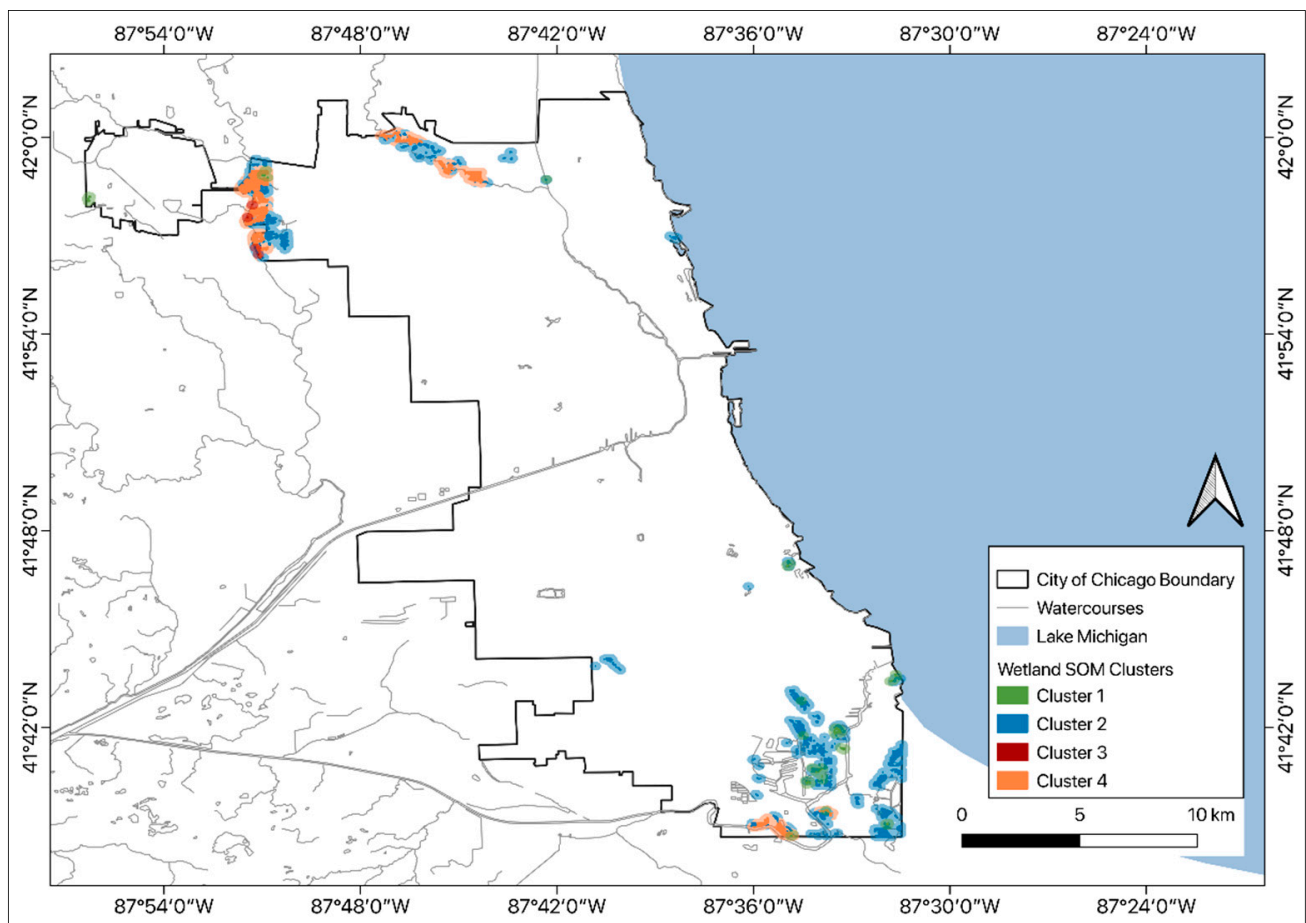 87°54′0″W 87°48′0″W 87°42′0″W 87°36′0″W 87°30′0″W 87°24′0″W
42°0′0″N 42°0′0″N
41°54′0″N 41°54′0″N
41°48′0″N 41°48′0″N
41°42′0″N 41°42′0″N
City of Chicago Boundary
Watercourses
Lake Michigan
Wetland SOM Clusters
Cluster 1
Cluster 2
Cluster 3
Cluster 4
0 5 10 km
87°54′0″W 87°48′0″W 87°42′0″W 87°36′0″W 87°30′0″W 87°24′0″W